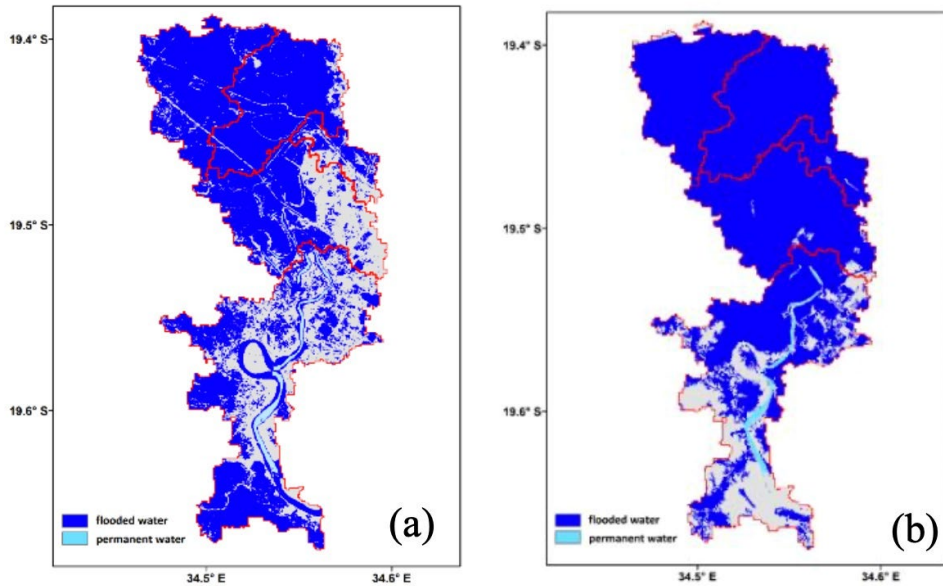 19.4° S
19.5° S
19.6° S
flooded water
permanent water
(a)
34.5° E
34.6° E
19.4° S
19.5° S
19.6° S
flooded water
permanent water
(b)
34.5° E
34.6° E